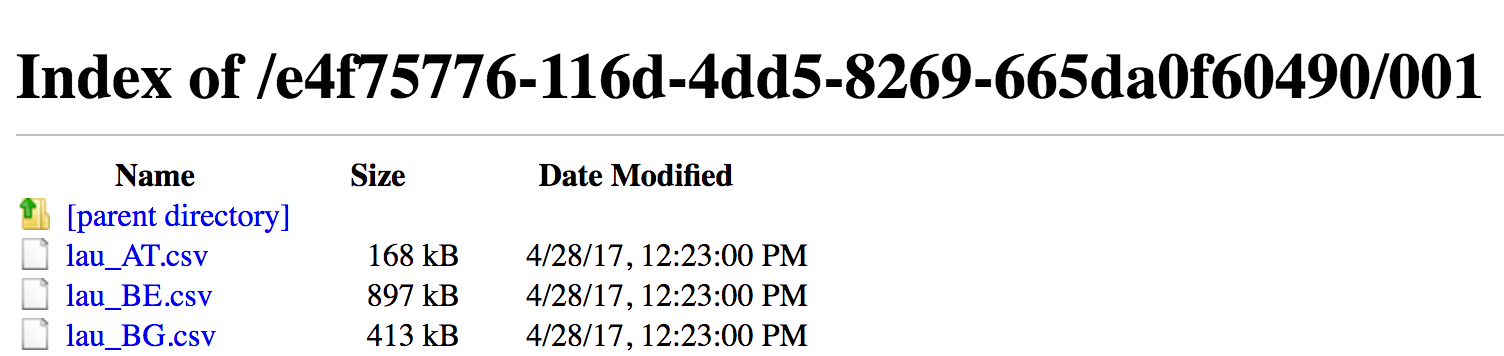 Index of /e4f75776-116d-4dd5-8269-665da0f60490/001
Name Size Date Modified
[parent directory]
lau_AT.csv 168 kB 4/28/17, 12:23:00 PM
lau_BE.csv 897 kB 4/28/17, 12:23:00 PM
lau_BG.csv 413 kB 4/28/17, 12:23:00 PM